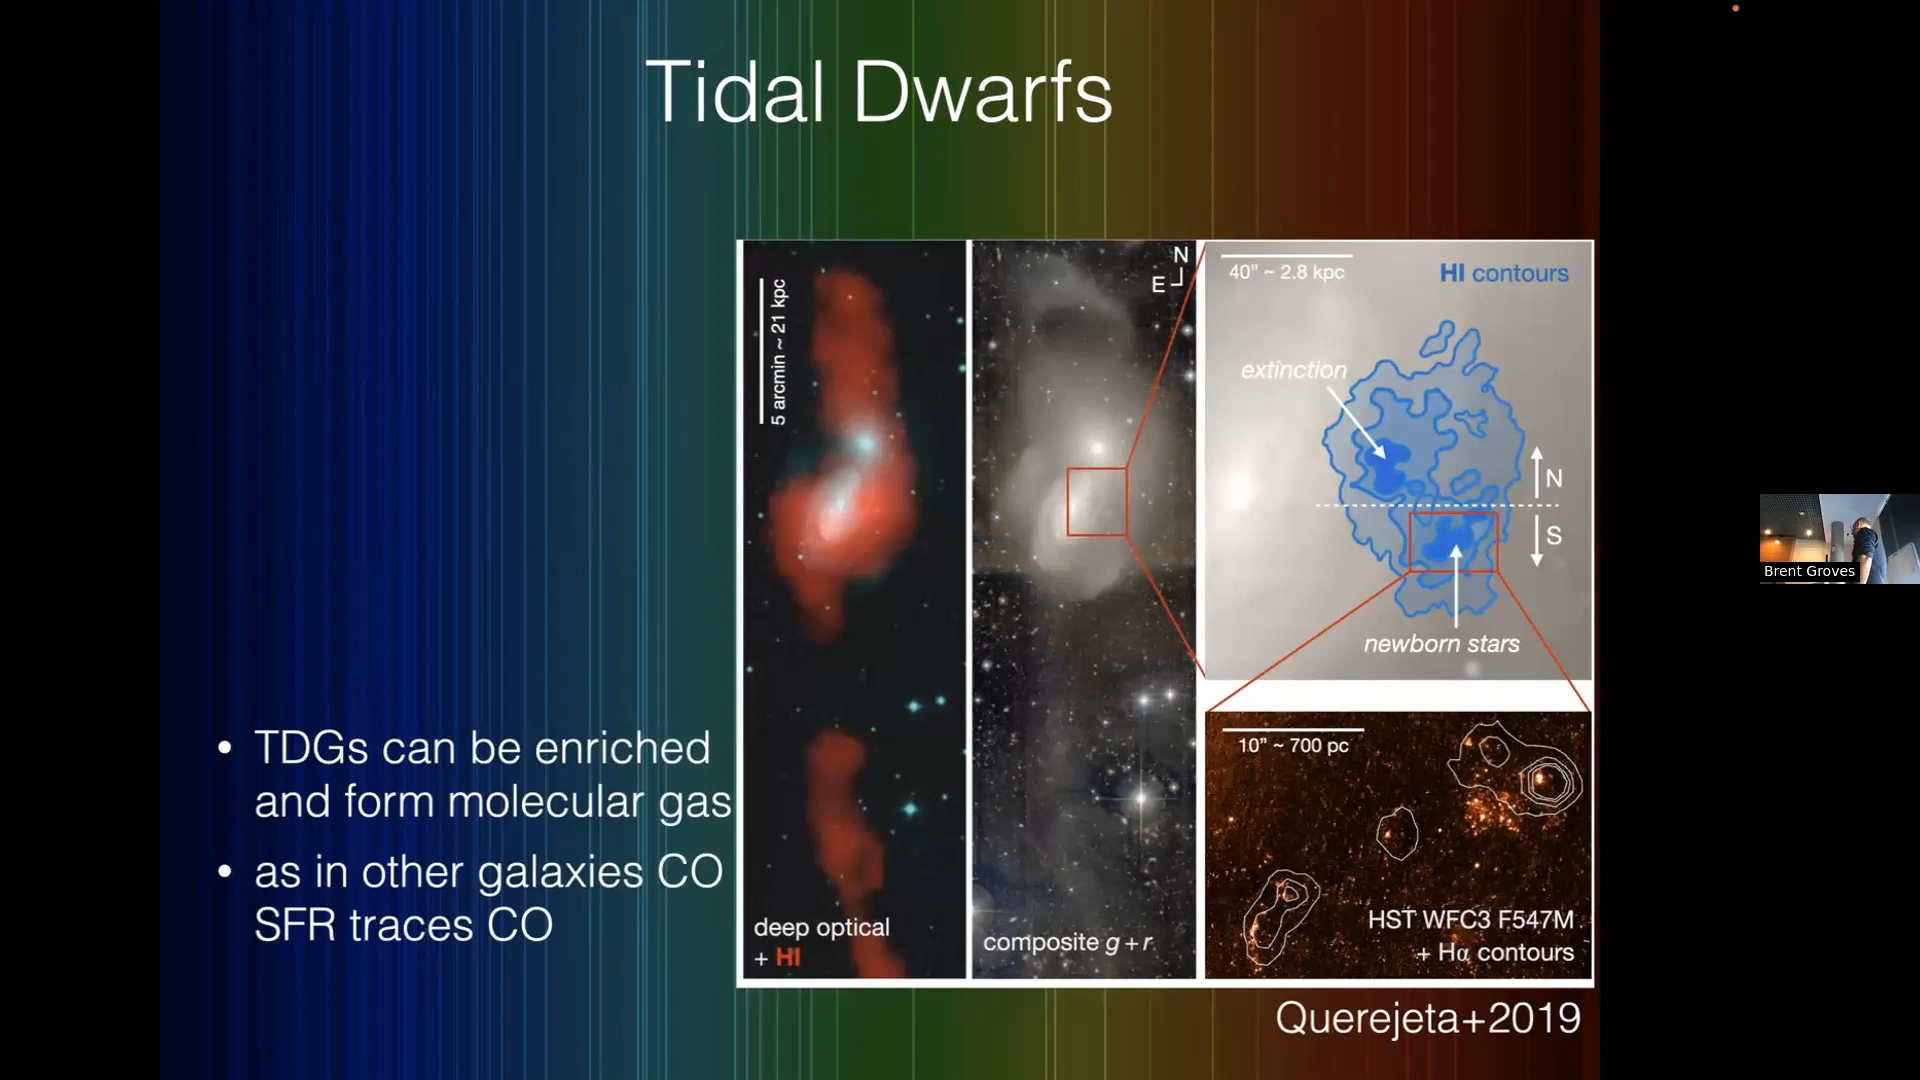 Tidal Dwarfs
• TDGs can be enriched
and form molecular gas
• as in other galaxies CO
SFR traces CO
5 arcmin ~ 21 kpc
deep optical
+ HI
N
E
composite g+r
40” ~ 2.8 kpc
HI contours
extinction
N
S
newborn stars
10” ~ 700 pc
HST WFC3 F547M
+ Hα contours
Querejeta+2019
Brent Groves